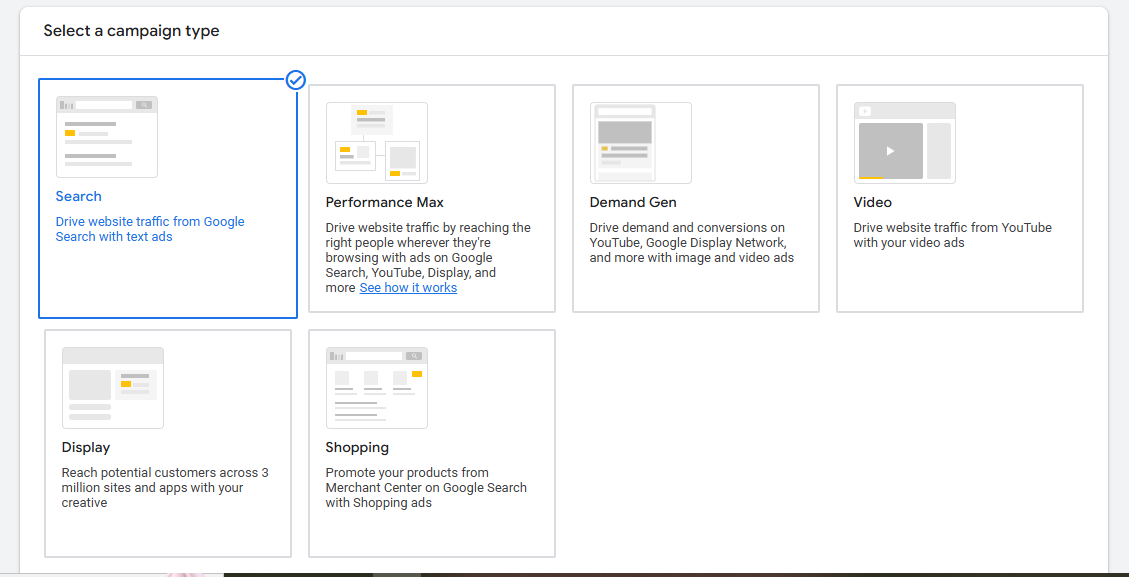 Select a campaign type
Search
Drive website traffic from Google
Search with text ads
Performance Max
Drive website traffic by reaching the
right people wherever they're
browsing with ads on Google
Search, YouTube, Display, and
more See how it works
Demand Gen
Drive demand and conversions on
YouTube, Google Display Network,
and more with image and video ads
Video
Drive website traffic from YouTube
with your video ads
Display
Reach potential customers across 3
million sites and apps with your
creative
Shopping
Promote your products from
Merchant Center on Google Search
with Shopping ads